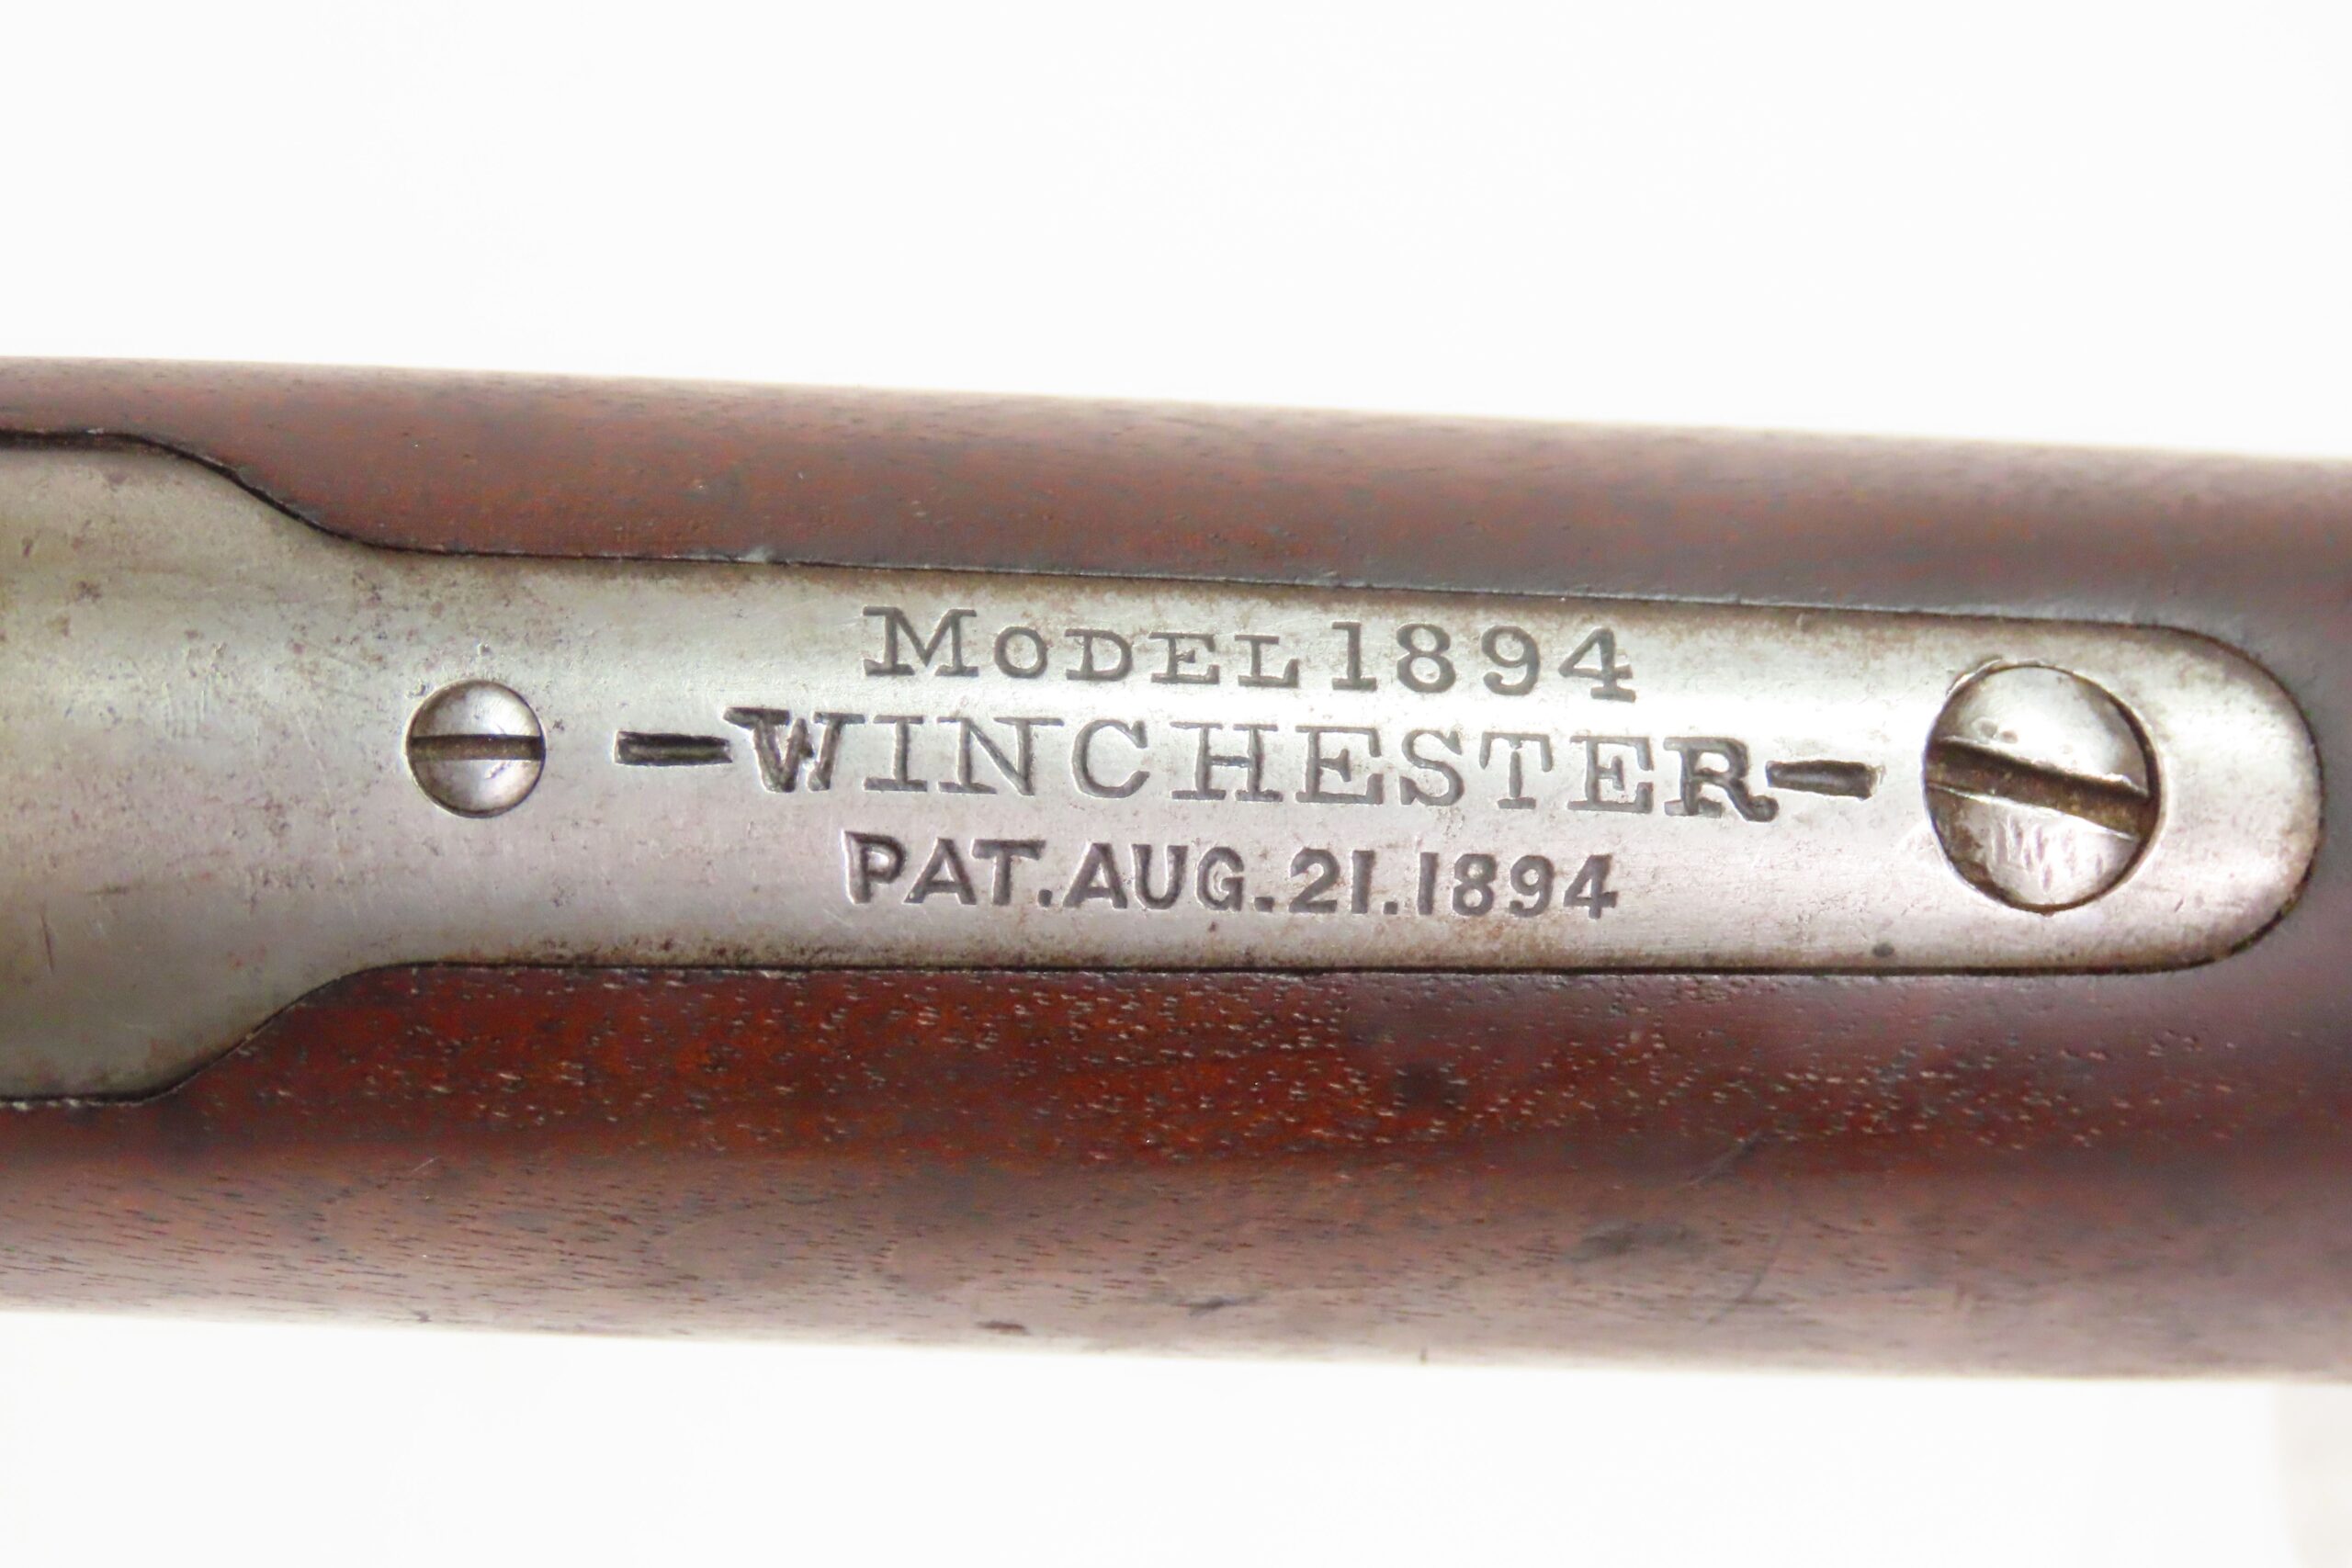 MODEL 1894
-WINCHESTER-
PAT. AUG. 21. 1894